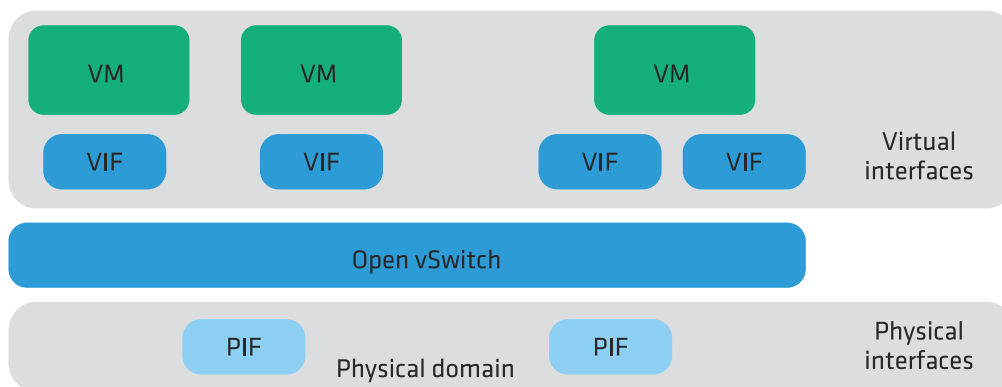 VM
VM
VM
VIF
VIF
VIF
VIF
Virtual
interfaces
Open vSwitch
PIF
PIF
Physical domain
Physical
interfaces